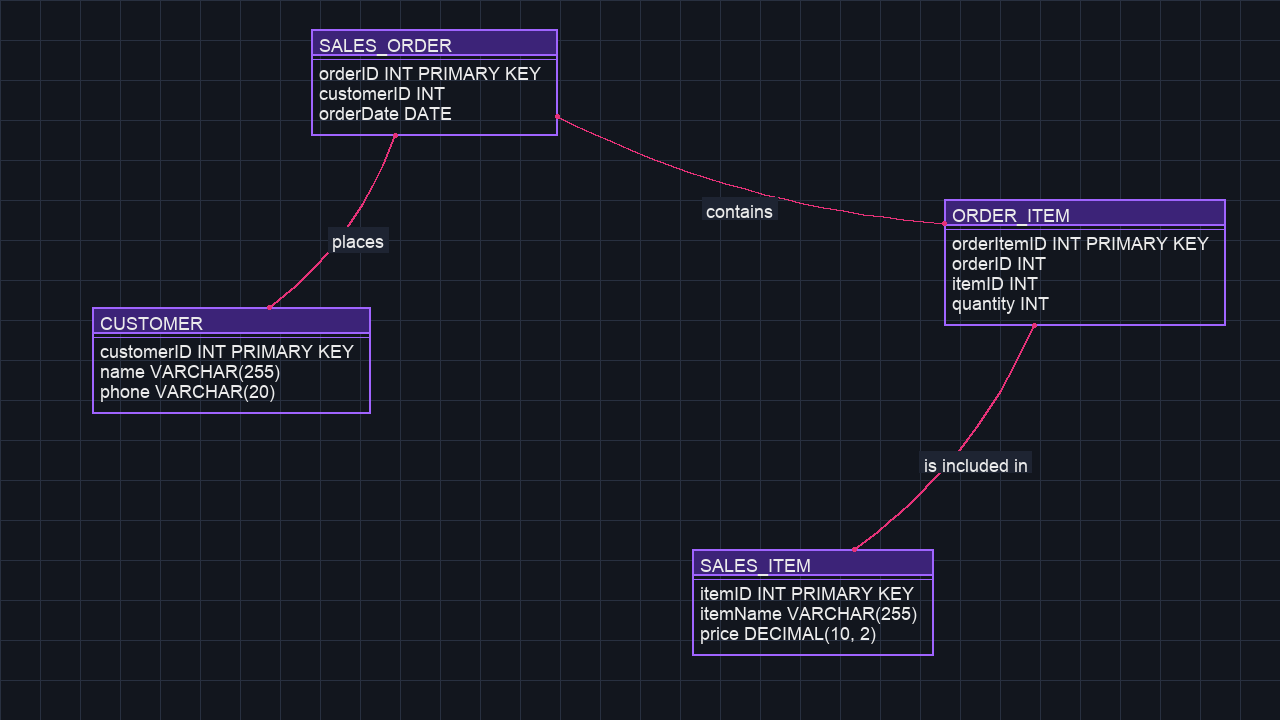 SALES_ORDER
orderID INT PRIMARY KEY
customerID INT
orderDate DATE
contains
ORDER_ITEM
orderItemID INT PRIMARY KEY
orderID INT
itemID INT
quantity INT
places
CUSTOMER
customerID INT PRIMARY KEY
name VARCHAR(255)
phone VARCHAR(20)
is included in
SALES_ITEM
itemID INT PRIMARY KEY
itemName VARCHAR(255)
price DECIMAL(10, 2)